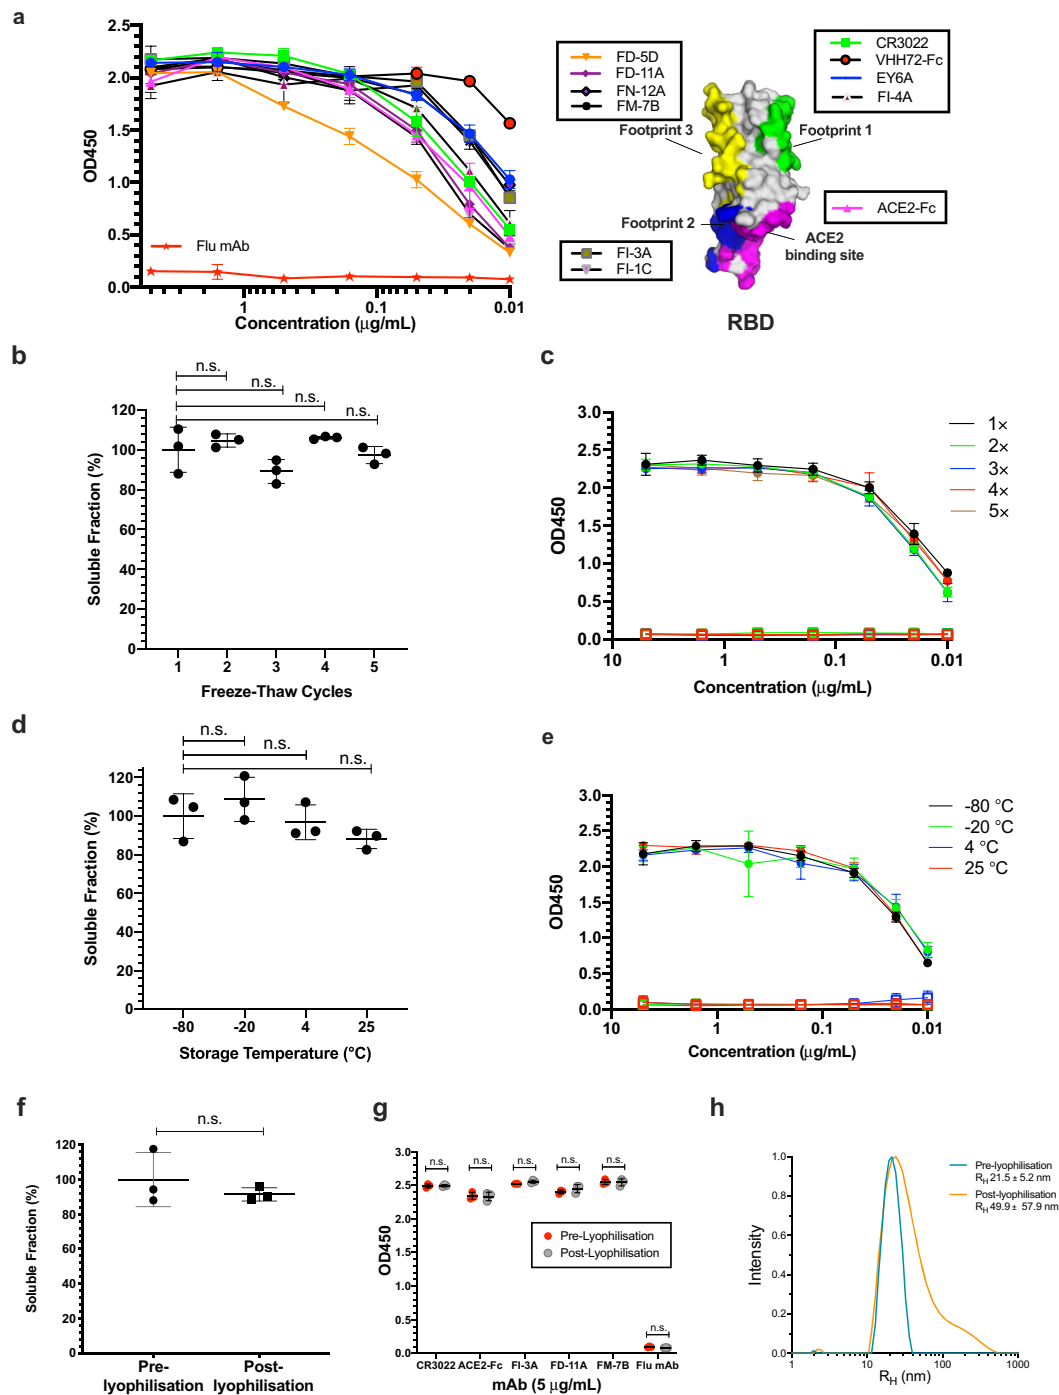 a
2.5
2.0
1.5
1.0
0.5
0.0
OD450
Flu mAb
1
0.1
0.01
Concentration (μg/mL)
FD-5D
FD-11A
FN-12A
FM-7B
CR3022
VHH72-Fc
EY6A
FI-4A
Footprint 3
Footprint 1
ACE2-Fc
Footprint 2
ACE2
binding site
FI-3A
FI-1C
RBD
b
n.s.
n.s.
n.s.
n.s.
120
100
80
60
40
20
0
Soluble Fraction (%)
1 2 3 4 5
Freeze-Thaw Cycles
c
3.0
2.5
2.0
1.5
1.0
0.5
0.0
OD450
10 1 0.1 0.01
Concentration (μg/mL)
1×
2×
3×
4×
5×
d
n.s.
n.s.
n.s.
120
100
80
60
40
20
0
Soluble Fraction (%)
-80 -20 4 25
Storage Temperature (°C)
e
3.0
2.5
2.0
1.5
1.0
0.5
0.0
OD450
10 1 0.1 0.01
Concentration (μg/mL)
-80 °C
-20 °C
4 °C
25 °C
f
n.s.
120
100
80
60
40
20
0
Soluble Fraction (%)
Pre-
lyophilisation
Post-
lyophilisation
g
3.0
2.5
2.0
1.5
1.0
0.5
0.0
OD450
n.s. n.s. n.s. n.s. n.s.
n.s.
Pre-Lyophilisation
Post-Lyophilisation
CR3022 ACE2-Fc FI-3A FD-11A FM-7B Flu mAb
mAb (5 μg/mL)
h
1.0
0.8
0.6
0.4
0.2
0.0
Intensity
1 10 100 1000
RH (nm)
Pre-lyophilisation
RH 21.5 ± 5.2 nm
Post-lyophilisation
RH 49.9 ± 57.9 nm